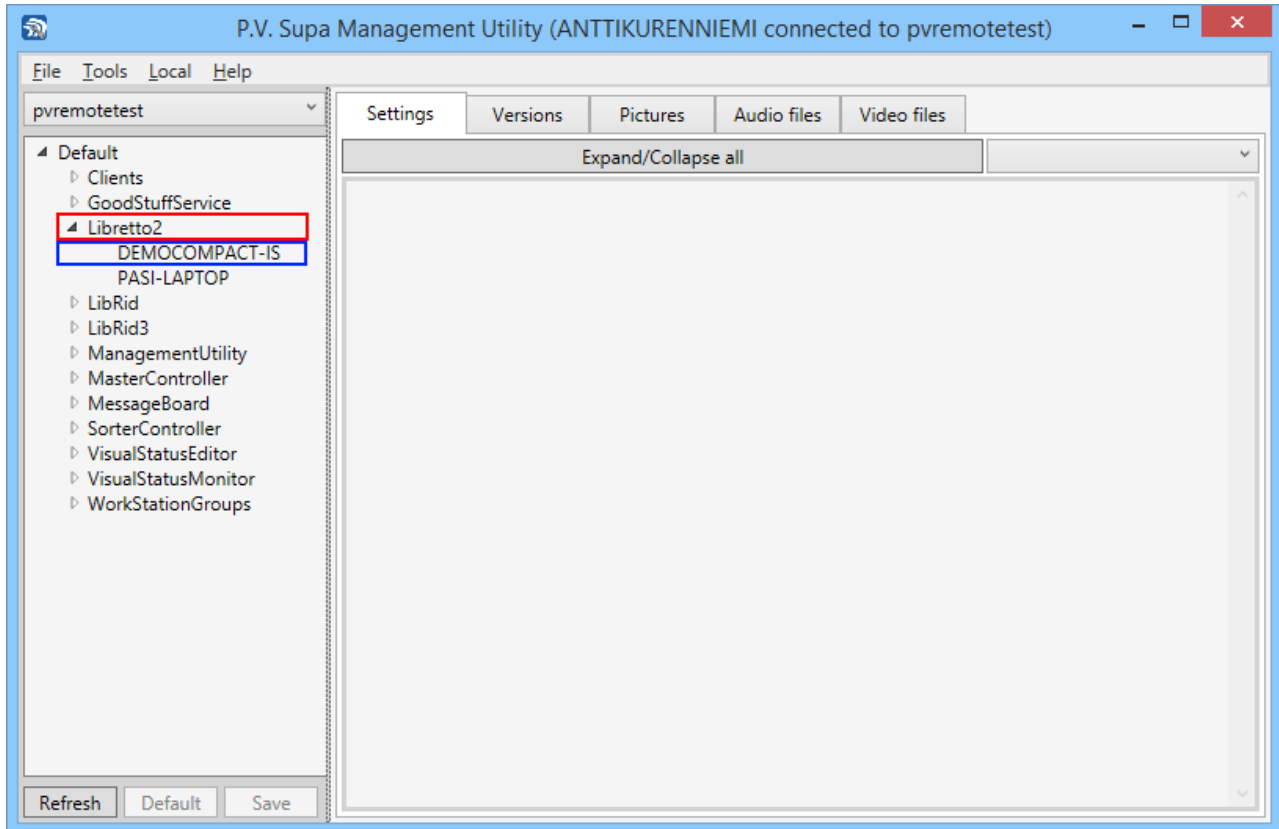 P.V. Supa Management Utility (ANTTIKURENNIEMI connected to pvremotetest)
File Tools Local Help
pvremotetest
Settings Versions Pictures Audio files Video files
Expand/Collapse all
Default
Clients
GoodStuffService
Libretto2
DEMOCOMPACT-IS
PASI-LAPTOP
LibRid
LibRid3
ManagementUtility
MasterController
MessageBoard
SorterController
VisualStatusEditor
VisualStatusMonitor
WorkStationGroups
Refresh Default Save